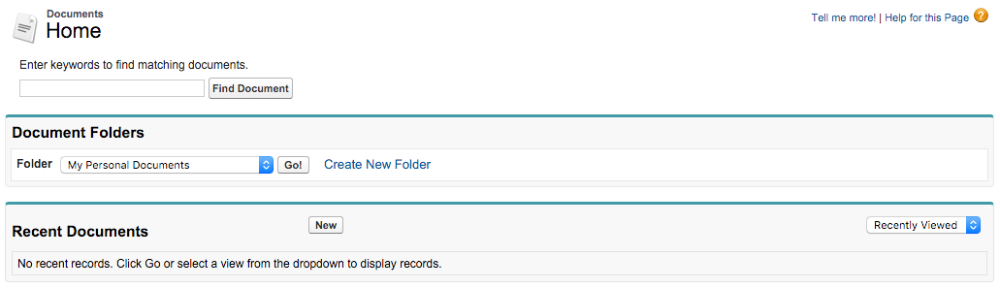 Documents
Home
Tell me more! | Help for this Page ?
Enter keywords to find matching documents.
Find Document
Document Folders
Folder My Personal Documents Go! Create New Folder
Recent Documents New Recently Viewed
No recent records. Click Go or select a view from the dropdown to display records.